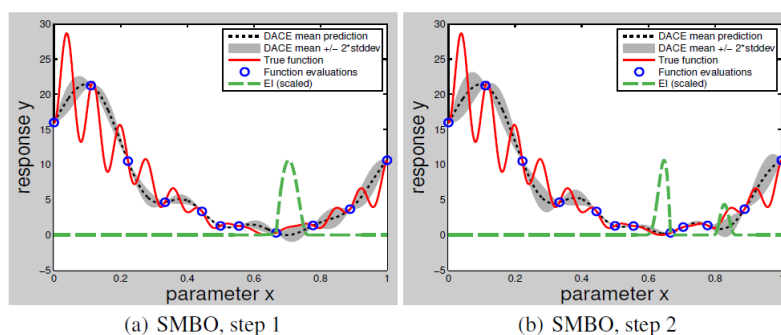 30
25
20
15
10
5
0
−5
response y
0
0.2
0.4
0.6
0.8
1
parameter x
DACE mean prediction
DACE mean +/− 2*stddev
True function
Function evaluations
EI (scaled)
(a) SMBO, step 1
30
25
20
15
10
5
0
−5
response y
0
0.2
0.4
0.6
0.8
1
parameter x
DACE mean prediction
DACE mean +/− 2*stddev
True function
Function evaluations
EI (scaled)
(b) SMBO, step 2